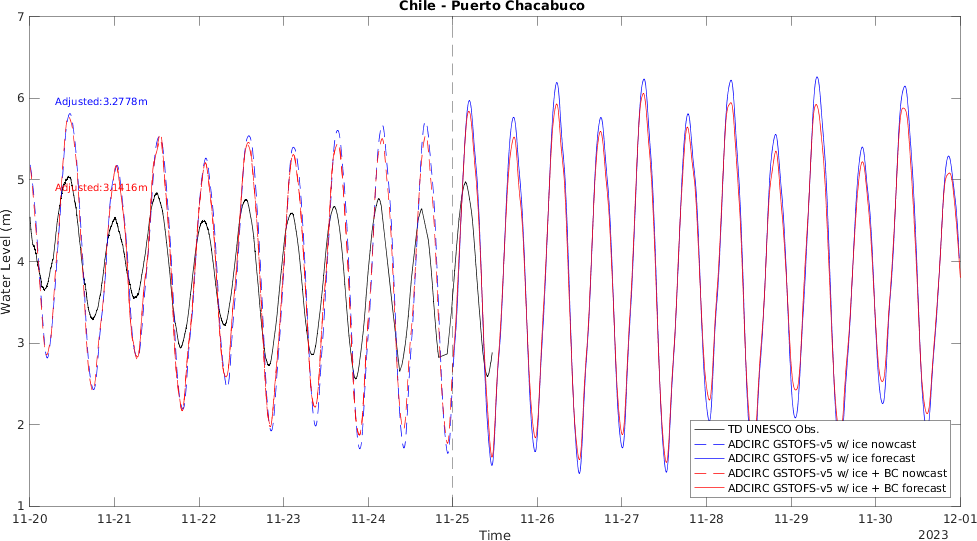 Chile - Puerto Chacabuco
7
6
5
4
3
2
1
Water Level (m)
Adjusted:3.2778m
Adjusted:3.1416m
TD UNESCO Obs.
ADCIRC GSTOFS-v5 w/ ice nowcast
ADCIRC GSTOFS-v5 w/ ice forecast
ADCIRC GSTOFS-v5 w/ ice + BC nowcast
ADCIRC GSTOFS-v5 w/ ice + BC forecast
11-20 11-21 11-22 11-23 11-24 11-25 11-26 11-27 11-28 11-29 11-30 12-01
Time
2023